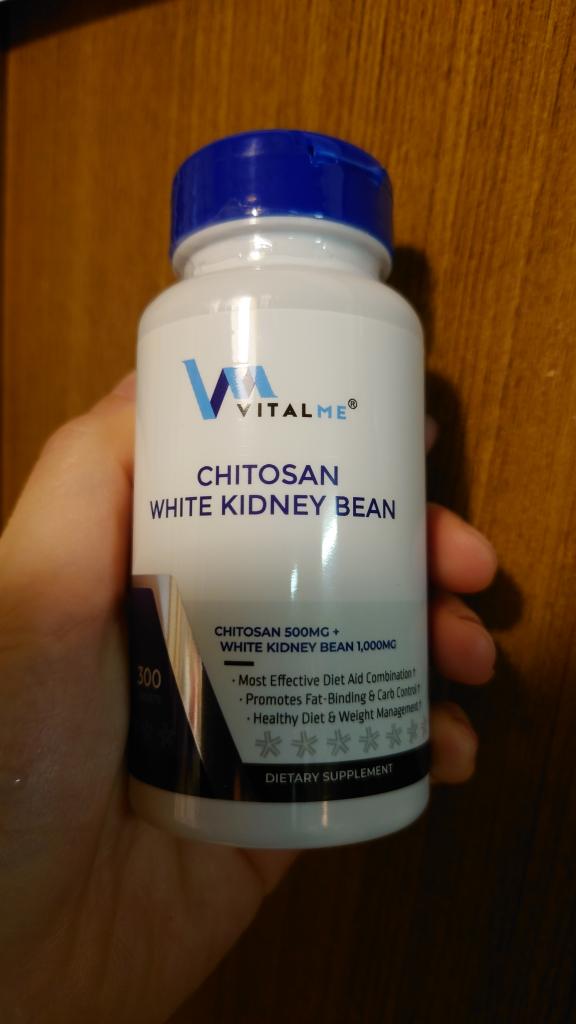 VM
VITALME®
CHITOSAN
WHITE KIDNEY BEAN
CHITOSAN 500MG +
WHITE KIDNEY BEAN 1,000MG
· Most Effective Diet Aid Combination †
· Promotes Fat-Binding & Carb Control †
· Healthy Diet & Weight Management †
300
DIETARY SUPPLEMENT